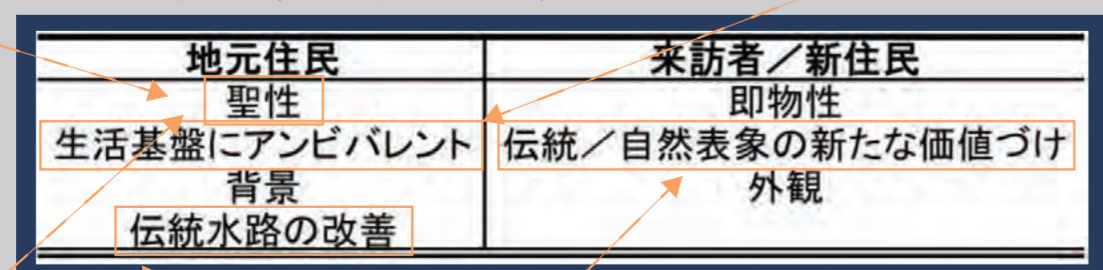 地元住民 来訪者／新住民
聖性 即物性
生活基盤にアンビバレント 伝統／自然表象の新たな価値づけ
背景 外観
伝統水路の改善